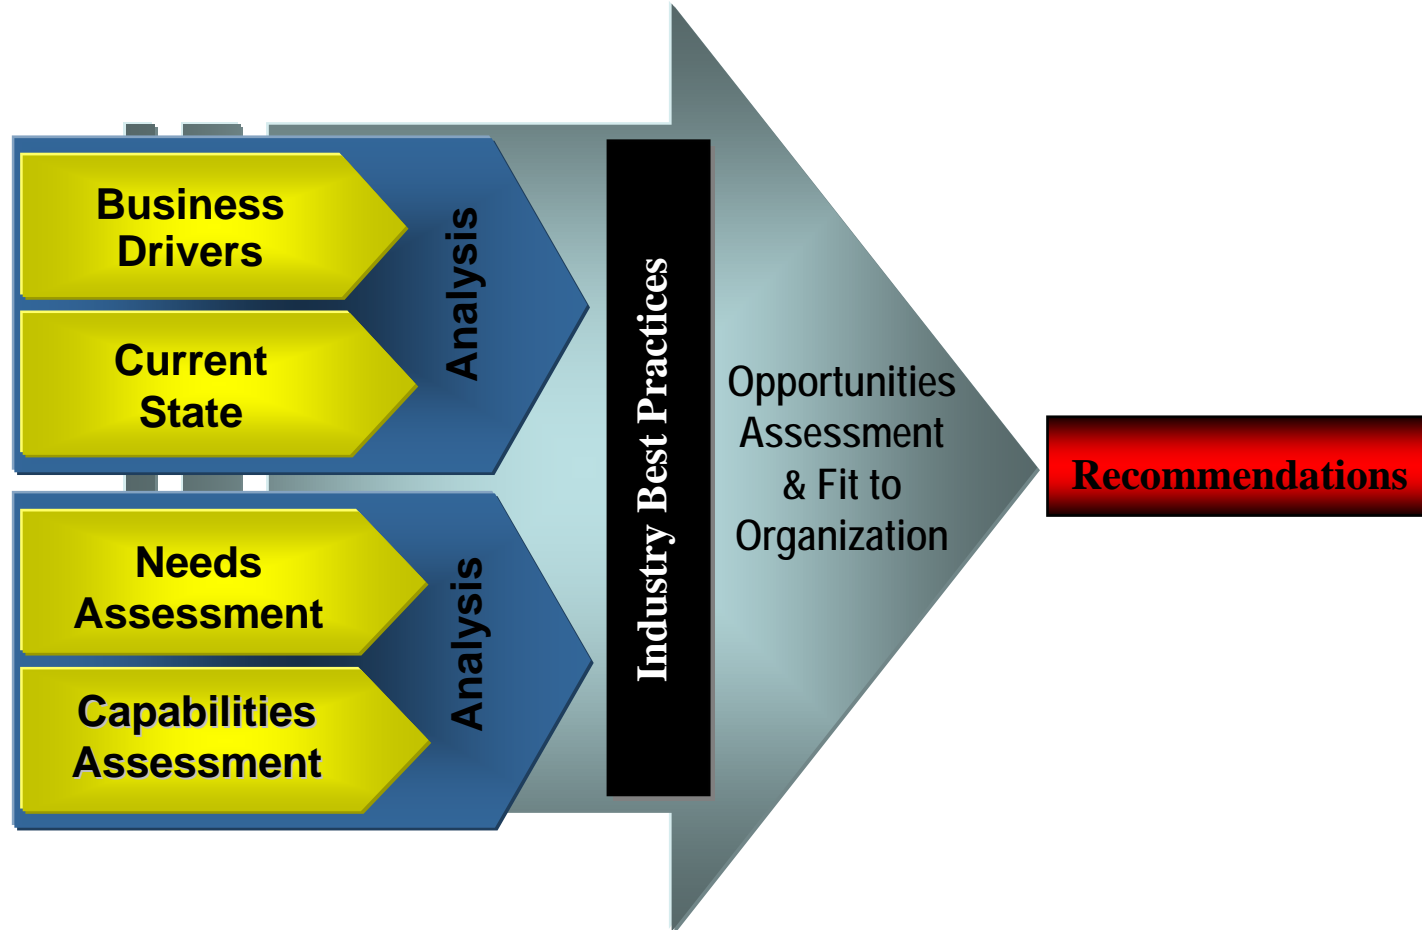 Business
Drivers
Analysis
Current
State
Needs
Assessment
Analysis
Capabilities
Assessment
Industry Best Practices
Opportunities
Assessment
& Fit to
Organization
Recommendations